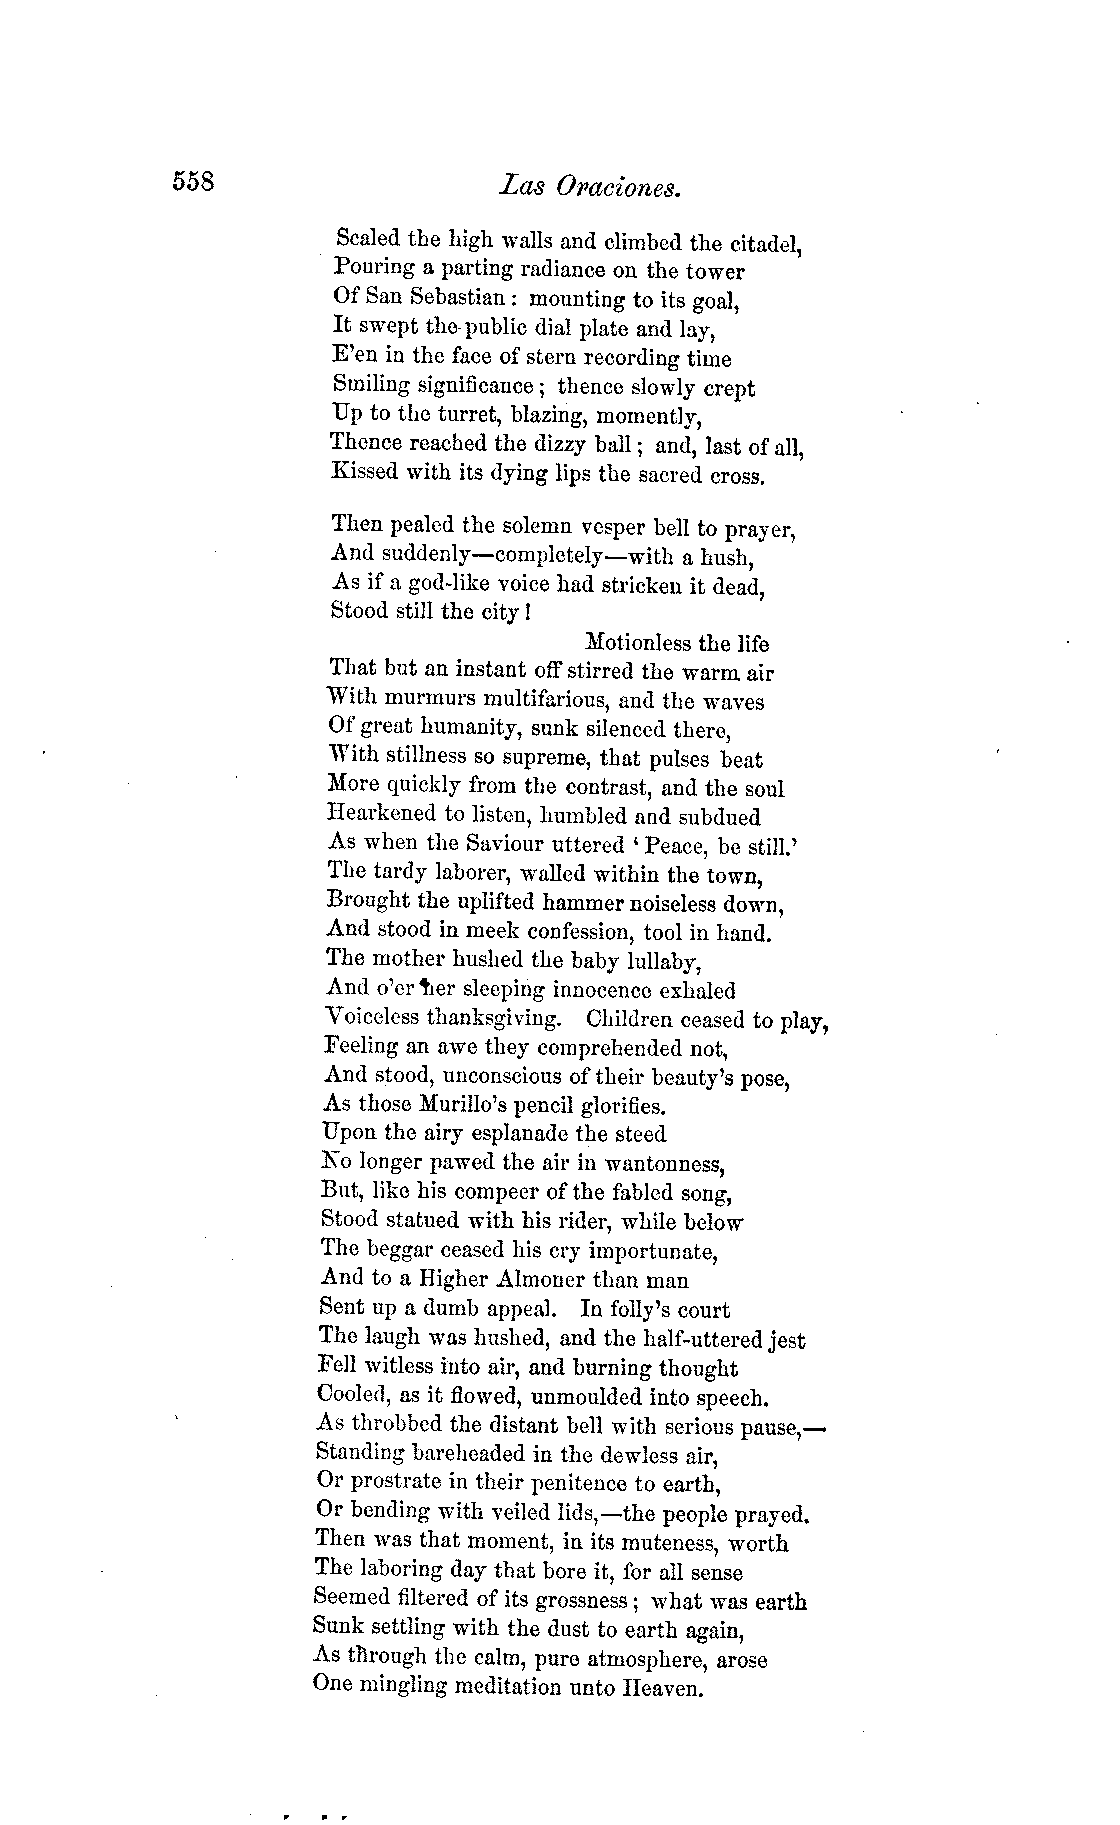 558 Las Oraciones.
Scaled the high walls and climbed the citadel,
Pouring a parting radiance on the tower
Of San Sebastian : mounting to its goal,
It swept the public dial plate and lay,
E'en in the face of stern recording time
Smiling significance ; thence slowly crept
Up to the turret, blazing, momently,
Thence reached the dizzy ball ; and, last of all,
Kissed with its dying lips the sacred cross.
Then pealed the solemn vesper bell to prayer,
And suddenly—completely—with a hush,
As if a god-like voice had stricken it dead,
Stood still the city !
Motionless the life
That but an instant off stirred the warm air
With murmurs multifarious, and the waves
Of great humanity, sunk silenced there,
With stillness so supreme, that pulses beat
More quickly from the contrast, and the soul
Hearkened to listen, humbled and subdued
As when the Saviour uttered ' Peace, be still.'
The tardy laborer, walled within the town,
Brought the uplifted hammer noiseless down,
And stood in meek confession, tool in hand.
The mother hushed the baby lullaby,
And o'er her sleeping innocence exhaled
Voiceless thanksgiving. Children ceased to play,
Feeling an awe they comprehended not,
And stood, unconscious of their beauty's pose,
As those Murillo's pencil glorifies.
Upon the airy esplanade the steed
No longer pawed the air in wantonness,
But, like his compeer of the fabled song,
Stood statued with his rider, while below
The beggar ceased his cry importunate,
And to a Higher Almoner than man
Sent up a dumb appeal. In folly's court
The laugh was hushed, and the half-uttered jest
Fell witless into air, and burning thought
Cooled, as it flowed, unmoulded into speech.
As throbbed the distant bell with serious pause,—
Standing bareheaded in the dewless air,
Or prostrate in their penitence to earth,
Or bending with veiled lids,—the people prayed.
Then was that moment, in its muteness, worth
The laboring day that bore it, for all sense
Seemed filtered of its grossness ; what was earth
Sunk settling with the dust to earth again,
As through the calm, pure atmosphere, arose
One mingling meditation unto Heaven.